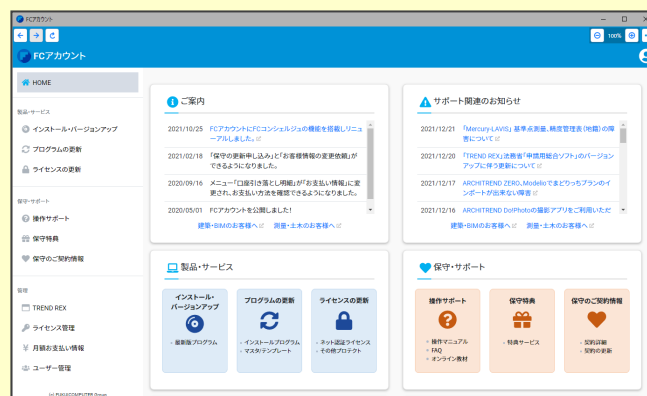 FCアカウント
100%
FCアカウント
HOME
製品・サービス
インストール・バージョンアップ
プログラムの更新
ライセンスの更新
保守・サポート
操作サポート
保守特典
保守のご契約情報
管理
TREND REX
ライセンス管理
月額お支払い情報
ユーザー管理
(c) FUKUI COMPUTER Group
ご案内
2021/10/25 FCアカウントにFCコンシェルジュの機能を搭載しリニュ
ーアルしました。
2021/02/18 「保守の更新申し込み」と「お客様情報の変更依頼」が
できるようになりました。
2020/09/16 メニュー「口座引き落とし明細」が「お支払い情報」に変
更され、お支払い方法を確認できるようになりました。
2020/05/01 FCアカウントを公開しました!
建築・BIMのお客様へ 測量・土木のお客様へ
サポート関連のお知らせ
2021/12/21 「Mercury-LAVIS」 基準点測量、精度管理表(地籍)の障
害について
2021/12/20 「TREND REX」法務省「申請用総合ソフト」のバージョン
アップに伴う更新について
2021/12/17 ARCHITREND ZERO、Modelioでまどりっちプランのイ
ンポートが出来ない障害
2021/12/16 ARCHITREND Do!Photoの撮影アプリをご利用いただ
建築・BIMのお客様へ 測量・土木のお客様へ
製品・サービス
インストール・
バージョンアップ
・ 最新版プログラム
プログラムの更新
・ インストールプログラム
・ マスタ/テンプレート
ライセンスの更新
・ ネット認証ライセンス
・ その他プロテクト
保守・サポート
操作サポート
・ 操作マニュアル
・ FAQ
・ オンライン教材
保守特典
・ 特典サービス
保守のご契約情報
・ 契約詳細
・ 契約の更新